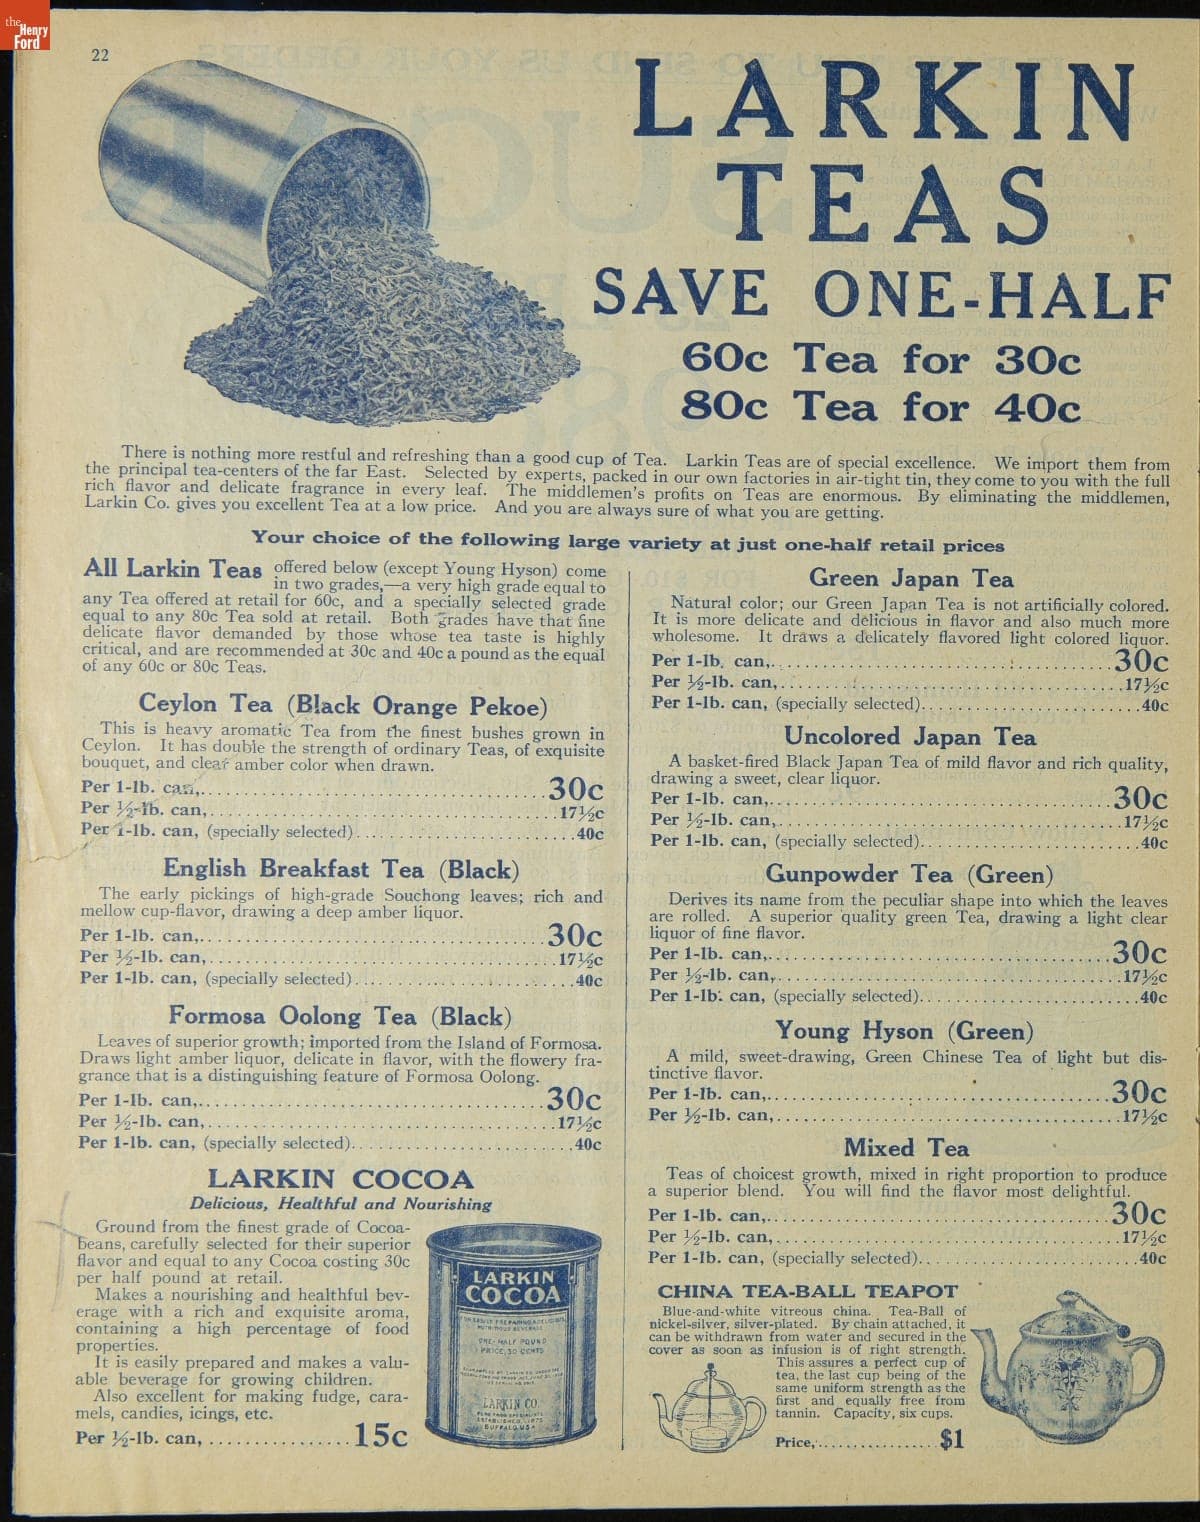 the
Henry
Ford
22
LARKIN
TEAS
SAVE ONE-HALF
60c Tea for 30c
80c Tea for 40c
There is nothing more restful and refreshing than a good cup of Tea. Larkin Teas are of special excellence. We import them from
the principal tea-centers of the far East. Selected by experts, packed in our own factories in air-tight tin, they come to you with the full
rich flavor and delicate fragrance in every leaf. The middlemen's profits on Teas are enormous. By eliminating the middlemen,
Larkin Co. gives you excellent Tea at a low price. And you are always sure of what you are getting.
Your choice of the following large variety at just one-half retail prices
All Larkin Teas offered below (except Young Hyson) come
in two grades,—a very high grade equal to
any Tea offered at retail for 60c, and a specially selected grade
equal to any 80c Tea sold at retail. Both grades have that fine
delicate flavor demanded by those whose tea taste is highly
critical, and are recommended at 30c and 40c a pound as the equal
of any 60c or 80c Teas.
Ceylon Tea (Black Orange Pekoe)
This is heavy aromatic Tea from the finest bushes grown in
Ceylon. It has double the strength of ordinary Teas, of exquisite
bouquet, and clear amber color when drawn.
Per 1-lb. can, 30c
Per ½-lb. can, 17½c
Per 1-lb. can, (specially selected) 40c
English Breakfast Tea (Black)
The early pickings of high-grade Souchong leaves; rich and
mellow cup-flavor, drawing a deep amber liquor.
Per 1-lb. can, 30c
Per ½-lb. can, 17½c
Per 1-lb. can, (specially selected) 40c
Formosa Oolong Tea (Black)
Leaves of superior growth; imported from the Island of Formosa.
Draws light amber liquor, delicate in flavor, with the flowery fra-
grance that is a distinguishing feature of Formosa Oolong.
Per 1-lb. can, 30c
Per ½-lb. can, 17½c
Per 1-lb. can, (specially selected) 40c
LARKIN COCOA
Delicious, Healthful and Nourishing
Ground from the finest grade of Cocoa-
beans, carefully selected for their superior
flavor and equal to any Cocoa costing 30c
per half pound at retail.
Makes a nourishing and healthful bev-
erage with a rich and exquisite aroma,
containing a high percentage of food
properties.
It is easily prepared and makes a valu-
able beverage for growing children.
Also excellent for making fudge, cara-
mels, candies, icings, etc.
Per ½-lb. can, 15c
LARKIN
COCOA
ONE-HALF POUND
PRICE, 30 CENTS
LARKIN CO.
ESTABLISHED, 1875
BUFFALO, USA
Green Japan Tea
Natural color; our Green Japan Tea is not artificially colored.
It is more delicate and delicious in flavor and also much more
wholesome. It draws a delicately flavored light colored liquor.
Per 1-lb. can, 30c
Per ½-lb. can, 17½c
Per 1-lb. can, (specially selected) 40c
Uncolored Japan Tea
A basket-fired Black Japan Tea of mild flavor and rich quality,
drawing a sweet, clear liquor.
Per 1-lb. can, 30c
Per ½-lb. can, 17½c
Per 1-lb. can, (specially selected) 40c
Gunpowder Tea (Green)
Derives its name from the peculiar shape into which the leaves
are rolled. A superior quality green Tea, drawing a light clear
liquor of fine flavor.
Per 1-lb. can, 30c
Per ½-lb. can, 17½c
Per 1-lb. can, (specially selected) 40c
Young Hyson (Green)
A mild, sweet-drawing, Green Chinese Tea of light but dis-
tinctive flavor.
Per 1-lb. can, 30c
Per ½-lb. can, 17½c
Mixed Tea
Teas of choicest growth, mixed in right proportion to produce
a superior blend. You will find the flavor most delightful.
Per 1-lb. can, 30c
Per ½-lb. can, 17½c
Per 1-lb. can, (specially selected) 40c
CHINA TEA-BALL TEAPOT
Blue-and-white vitreous china. Tea-Ball of
nickel-silver, silver-plated. By chain attached, it
can be withdrawn from water and secured in the
cover as soon as infusion is of right strength.
This assures a perfect cup of
tea, the last cup being of the
same uniform strength as the
first and equally free from
tannin. Capacity, six cups.
Price, $1